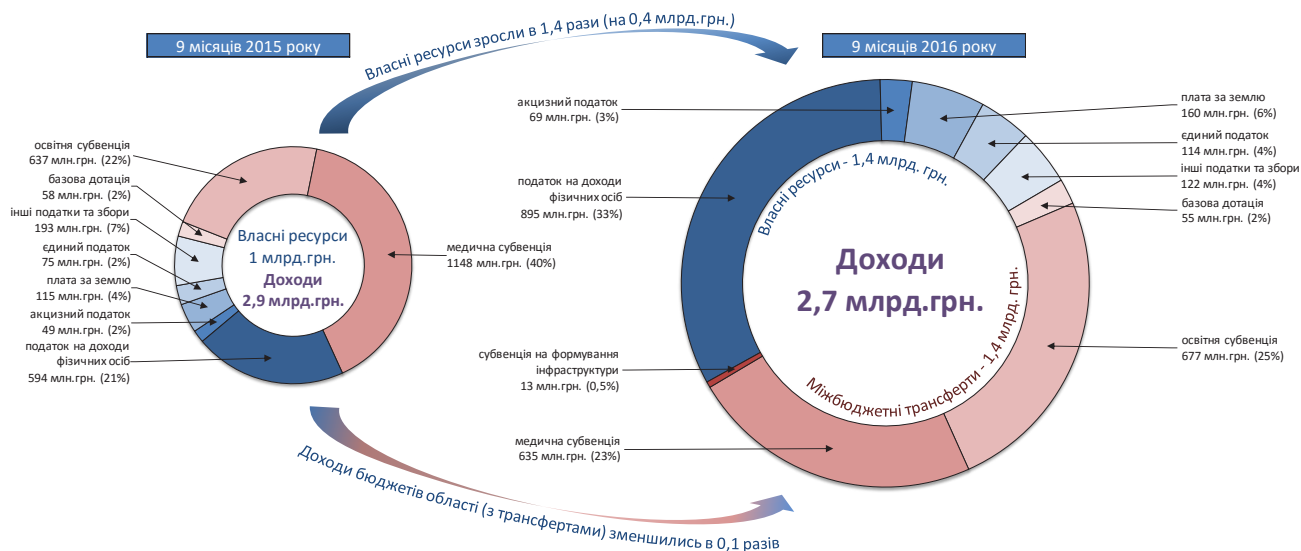 Власні ресурси зросли в 1,4 рази (на 0,4 млрд.грн.)
9 місяців 2015 року
9 місяців 2016 року
освітня субвенція
637 млн.грн. (22%)
базова дотація
58 млн.грн. (2%)
інші податки та збори
193 млн.грн. (7%)
єдиний податок
75 млн.грн. (2%)
плата за землю
115 млн.грн. (4%)
акцизний податок
49 млн.грн. (2%)
податок на доходи
фізичних осіб
594 млн.грн. (21%)
Власні ресурси
1 млрд.грн.
Доходи
2,9 млрд.грн.
медична субвенція
1148 млн.грн. (40%)
акцизний податок
69 млн.грн. (3%)
податок на доходи
фізичних осіб
895 млн.грн. (33%)
субвенція на формування
інфраструктури
13 млн.грн. (0,5%)
медична субвенція
635 млн.грн. (23%)
Власні ресурси - 1,4 млрд. грн.
Доходи
2,7 млрд.грн.
Міжбюджетні трансферти - 1,4 млрд. грн.
плата за землю
160 млн.грн. (6%)
єдиний податок
114 млн.грн. (4%)
інші податки та збори
122 млн.грн. (4%)
базова дотація
55 млн.грн. (2%)
освітня субвенція
677 млн.грн. (25%)
Доходи бюджетів області (з трансфертами) зменшились в 0,1 разів